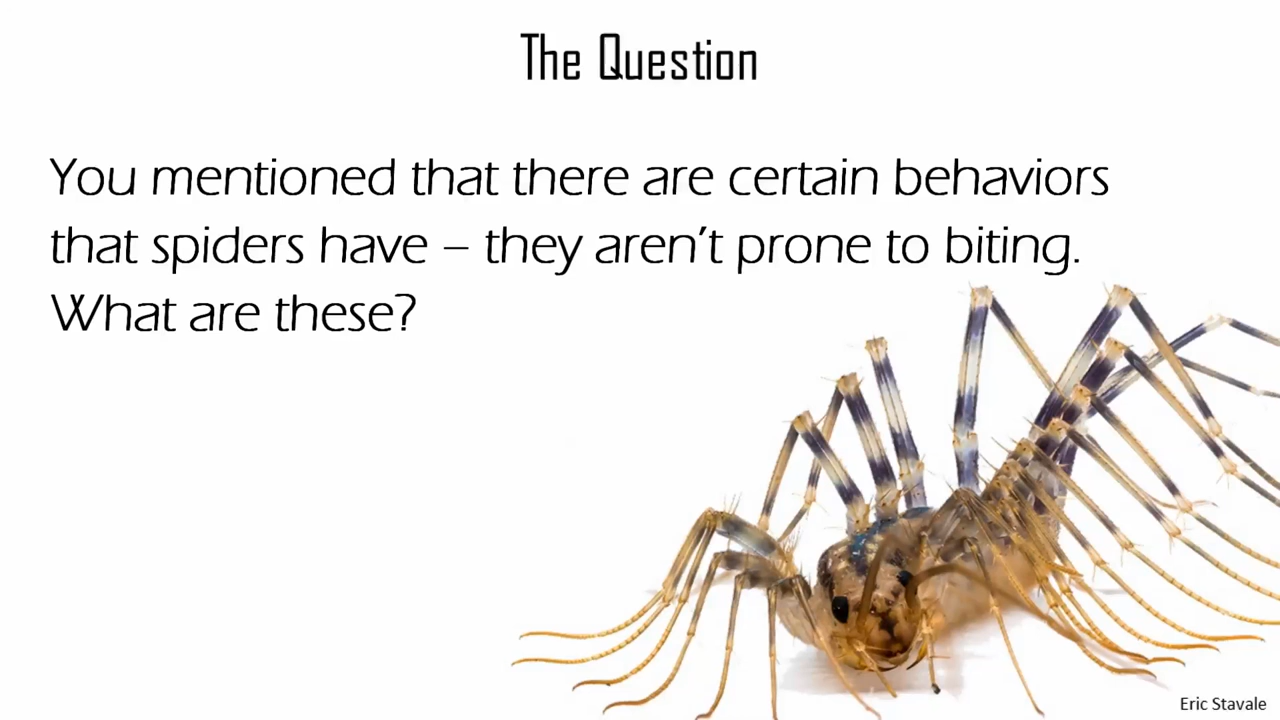 The Question
You mentioned that there are certain behaviors
that spiders have – they aren't prone to biting.
What are these?
Eric Stavale